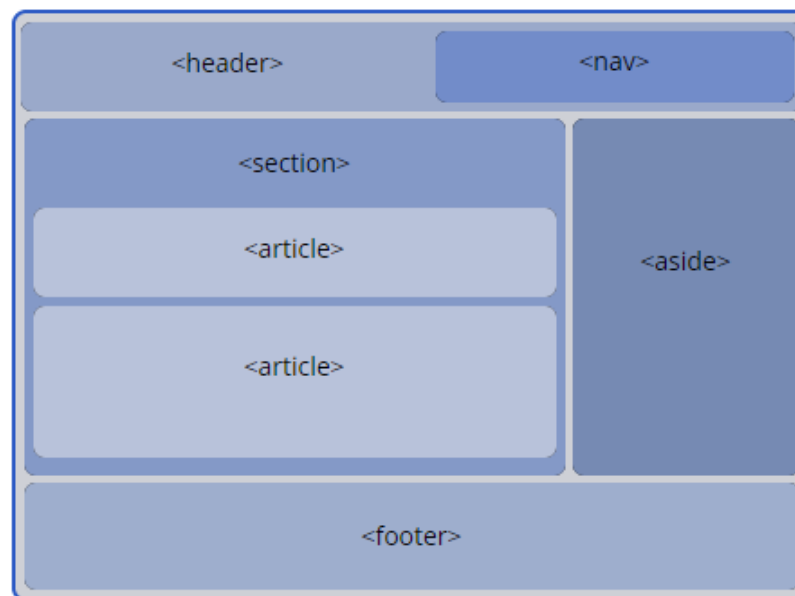 <header>
<nav>
<section>
<article>
<aside>
<article>
<footer>